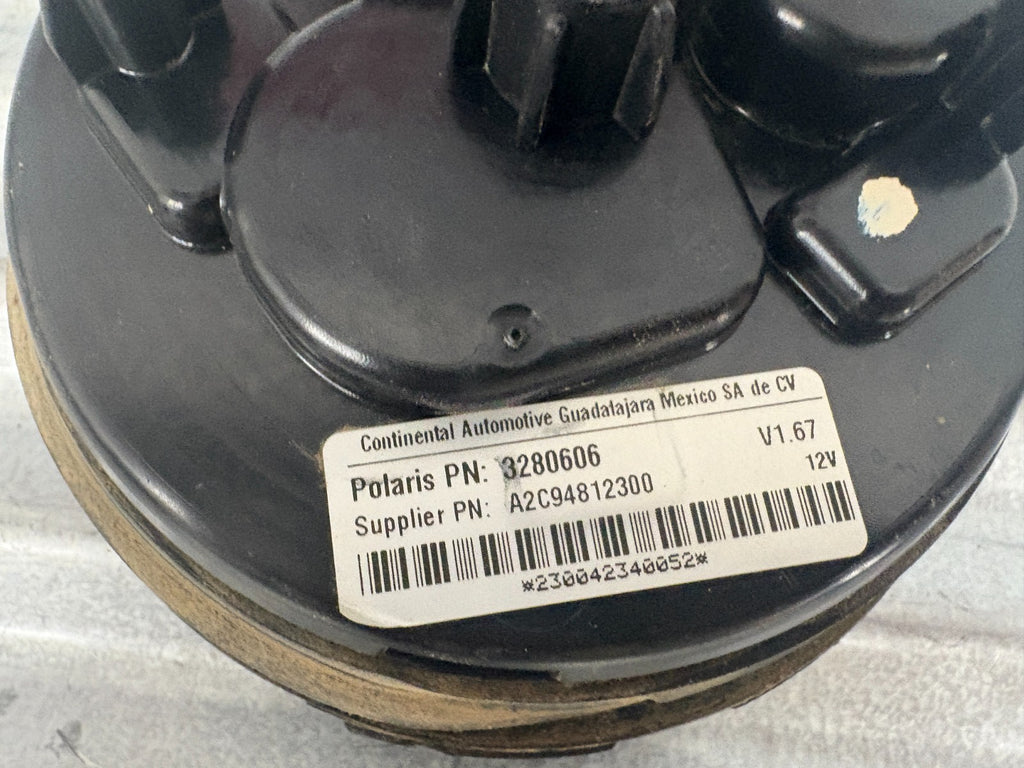 Continental Automotive Guadalajara Mexico SA de CV
Polaris PN: 3280606 V1.67
Supplier PN: A2C94812300 12V
*230042340052*